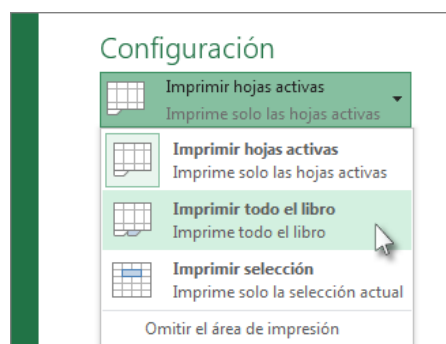 Configuración
Imprimir hojas activas
Imprime solo las hojas activas
Imprimir hojas activas
Imprime solo las hojas activas
Imprimir todo el libro
Imprime todo el libro
Imprimir selección
Imprime solo la selección actual
Omitir el área de impresión